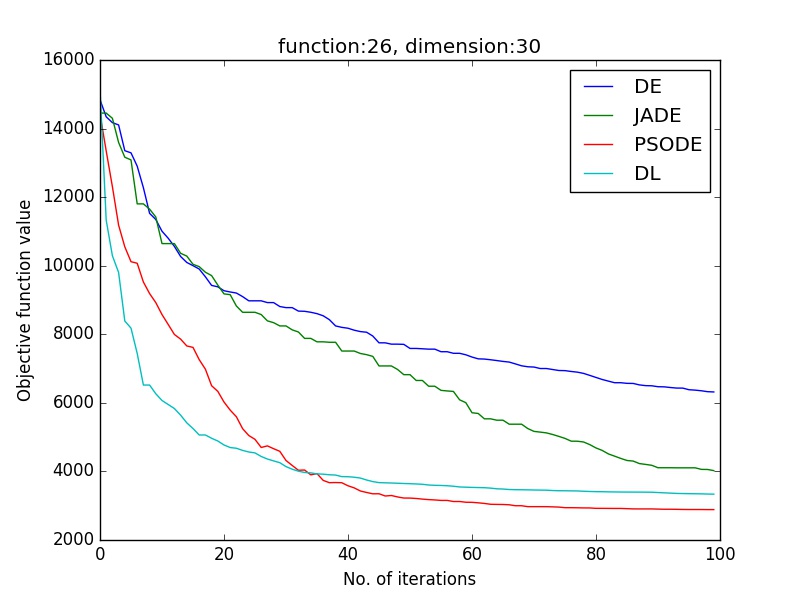 function:26, dimension:30
16000
14000
12000
10000
8000
6000
4000
2000
Objective function value
DE
JADE
PSODE
DL
0
20
40
60
80
100
No. of iterations